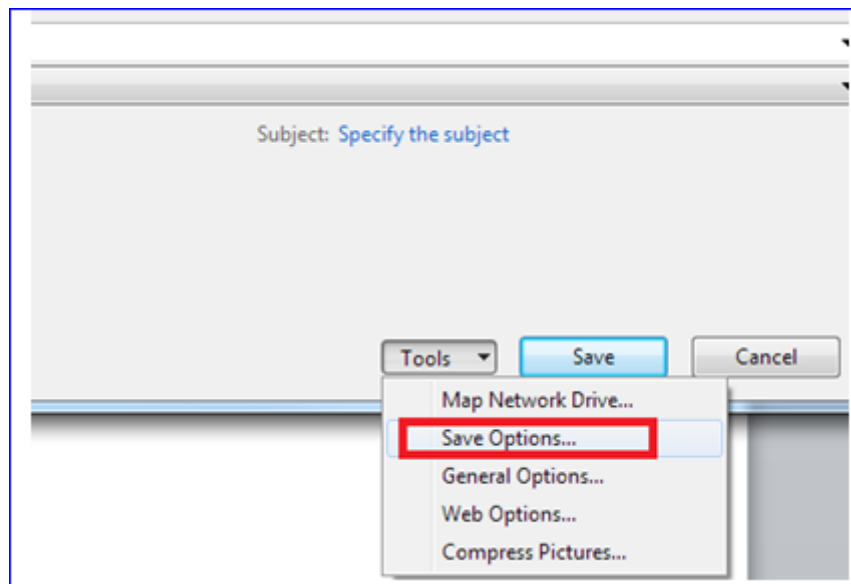 Subject: Specify the subject
Tools Save Cancel
Map Network Drive...
Save Options...
General Options...
Web Options...
Compress Pictures...